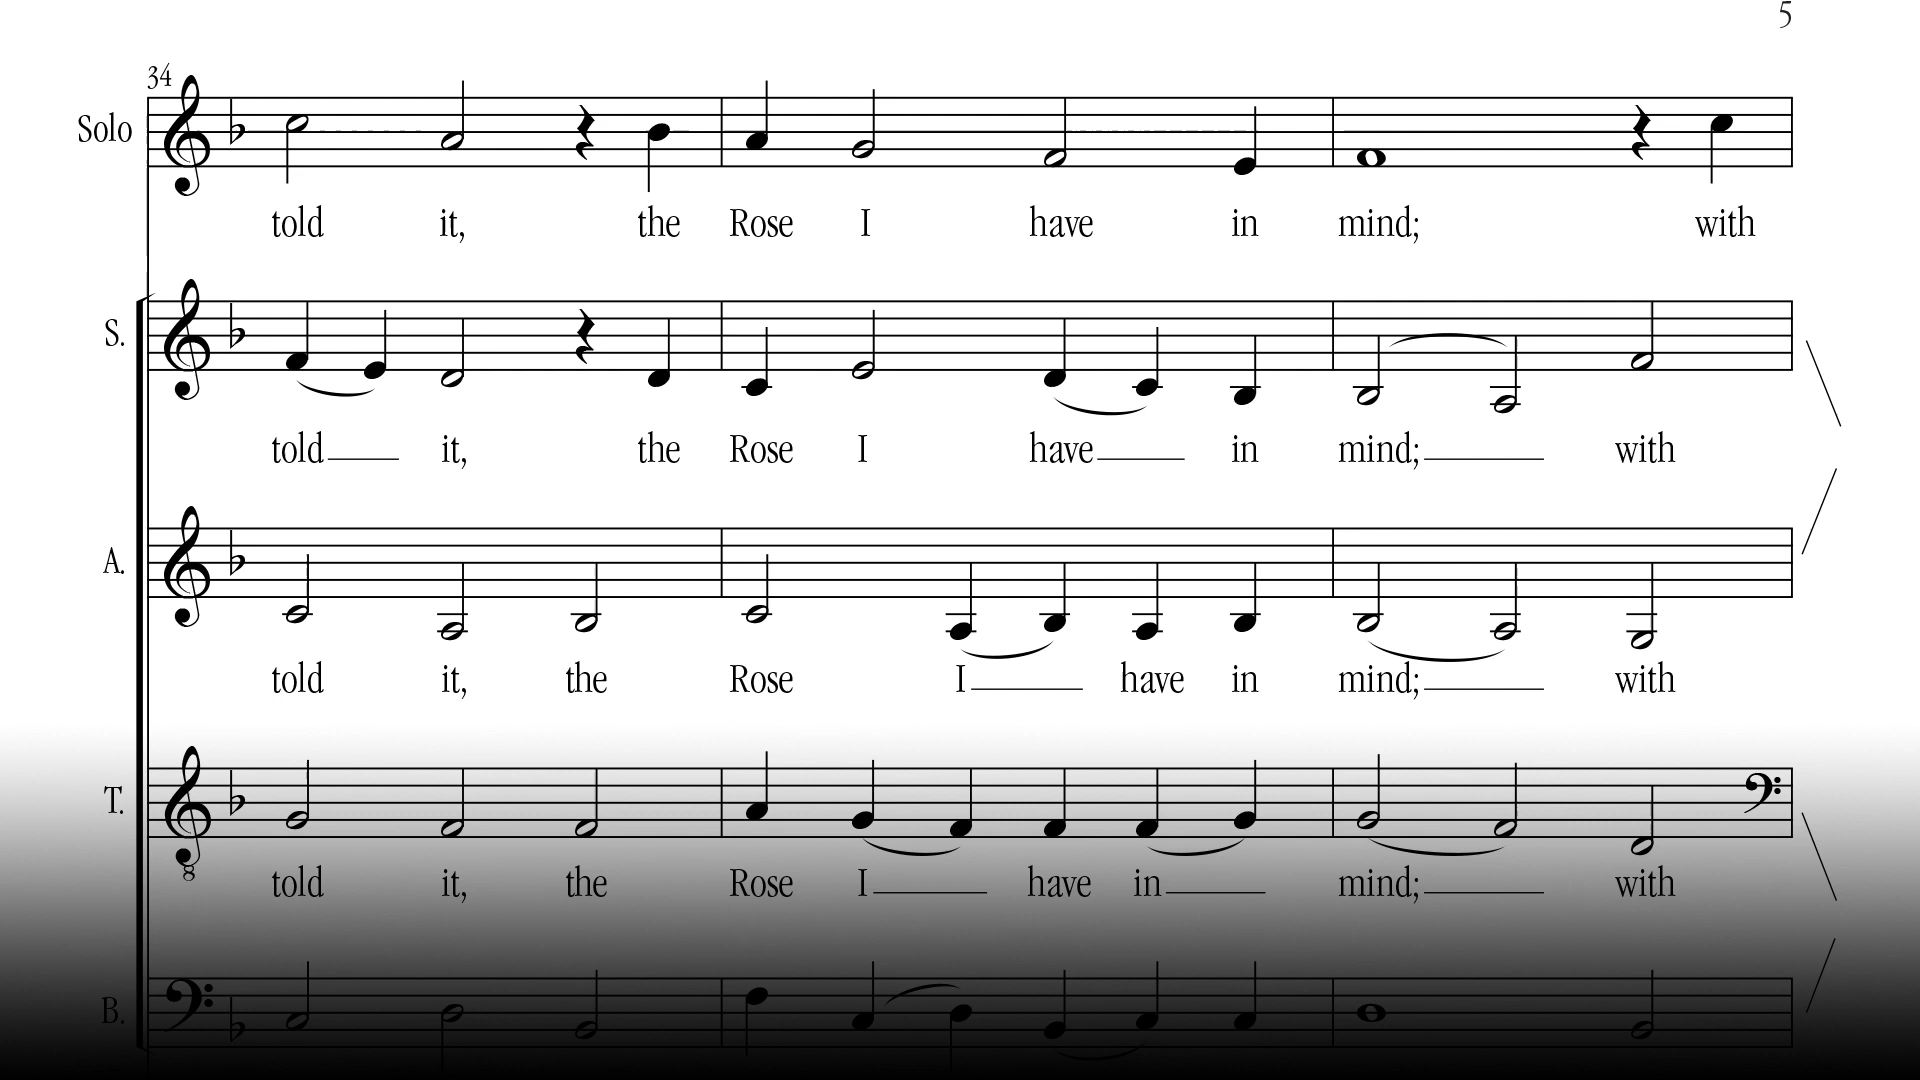 5
34
Solo
told it, the Rose I have in mind; with
S.
told it, the Rose I have in mind; with
A.
told it, the Rose I have in mind; with
T.
8
told it, the Rose I have in mind; with
B.